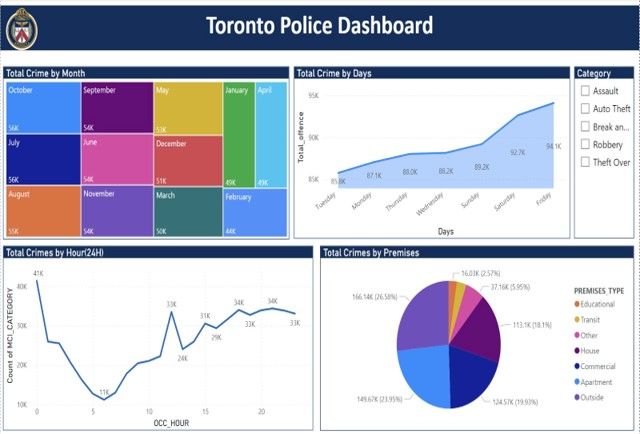 Toronto Police Dashboard
Total Crime by Month
October
56K
September
54K
May
51K
January
49K
April
49K
July
56K
June
54K
December
51K
August
55K
November
54K
March
50K
February
44K
Total Crime by Days
Total_offence
95K
90K
85K
85.8K
87.1K
88.0K
88.2K
89.2K
92.7K
94.1K
Tuesday
Monday
Thursday
Wednesday
Sunday
Saturday
Friday
Days
Category
Assault
Auto Theft
Break an...
Robbery
Theft Over
Total Crimes by Hour(24H)
Count of MCI_CATEGORY
40K
30K
20K
10K
41K
11K
33K
24K
31K
29K
34K
33K
34K
33K
0
5
10
15
20
OCC_HOUR
Total Crimes by Premises
16.03K (2.57%)
37.16K (5.95%)
113.1K (18.1%)
124.57K (19.93%)
149.67K (23.95%)
166.14K (26.58%)
PREMISES_TYPE
Educational
Transit
Other
House
Commercial
Apartment
Outside